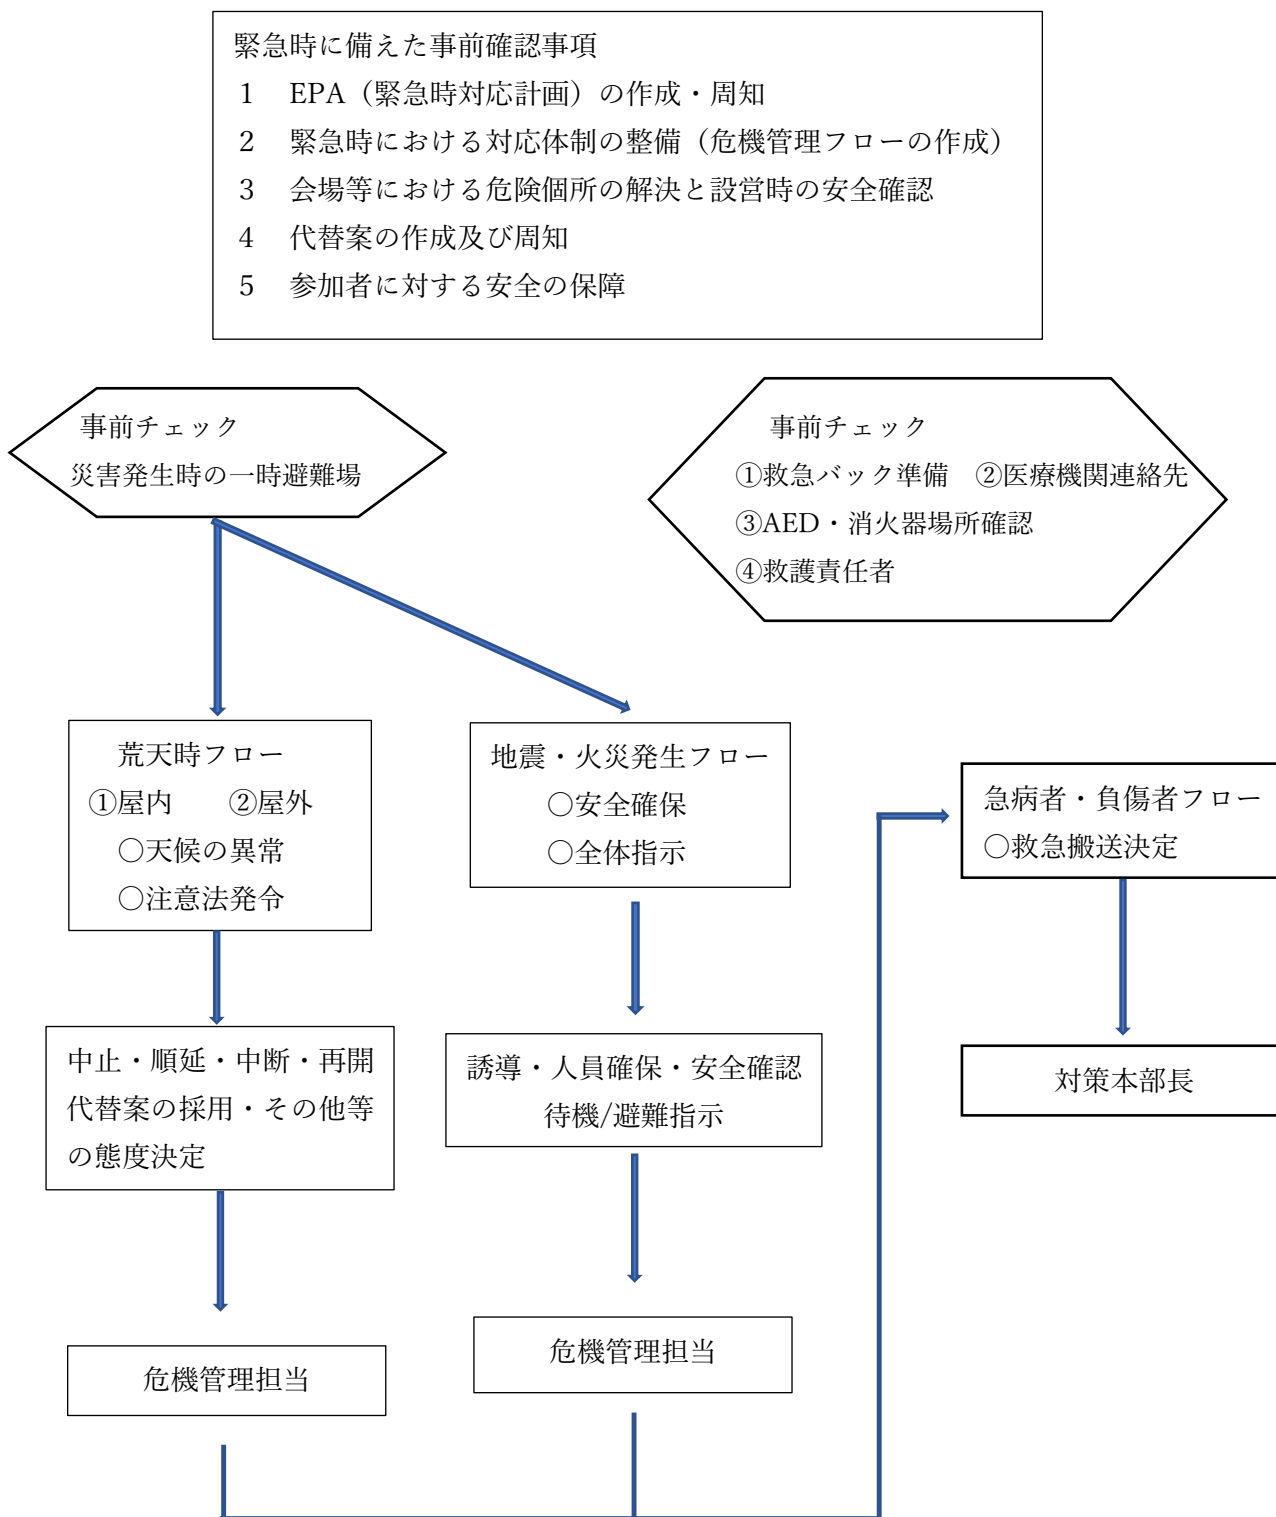 緊急時に備えた事前確認事項
1 EPA（緊急時対応計画）の作成・周知
2 緊急時における対応体制の整備（危機管理フローの作成）
3 会場等における危険個所の解決と設営時の安全確認
4 代替案の作成及び周知
5 参加者に対する安全の保障
事前チェック
災害発生時の一時避難場
事前チェック
①救急バック準備 ②医療機関連絡先
③AED・消火器場所確認
④救護責任者
荒天時フロー
①屋内 ②屋外
○天候の異常
○注意法発令
地震・火災発生フロー
○安全確保
○全体指示
急病者・負傷者フロー
○救急搬送決定
中止・順延・中断・再開
代替案の採用・その他等
の態度決定
誘導・人員確保・安全確認
待機/避難指示
対策本部長
危機管理担当
危機管理担当